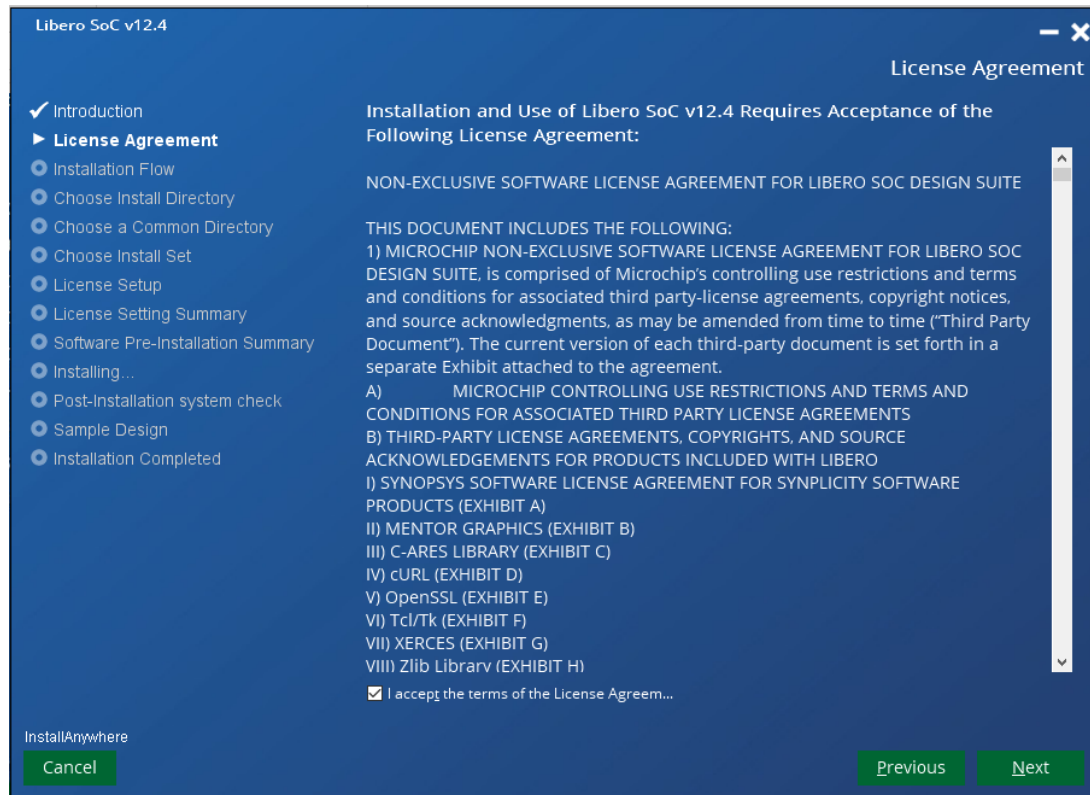 Libero SoC v12.4
License Agreement
Introduction
License Agreement
Installation Flow
Choose Install Directory
Choose a Common Directory
Choose Install Set
License Setup
License Setting Summary
Software Pre-Installation Summary
Installing...
Post-Installation system check
Sample Design
Installation Completed
Installation and Use of Libero SoC v12.4 Requires Acceptance of the
Following License Agreement:
NON-EXCLUSIVE SOFTWARE LICENSE AGREEMENT FOR LIBERO SOC DESIGN SUITE
THIS DOCUMENT INCLUDES THE FOLLOWING:
1) MICROCHIP NON-EXCLUSIVE SOFTWARE LICENSE AGREEMENT FOR LIBERO SOC
DESIGN SUITE, is comprised of Microchip's controlling use restrictions and terms
and conditions for associated third party-license agreements, copyright notices,
and source acknowledgments, as may be amended from time to time ("Third Party
Document"). The current version of each third-party document is set forth in a
separate Exhibit attached to the agreement.
A) MICROCHIP CONTROLLING USE RESTRICTIONS AND TERMS AND
CONDITIONS FOR ASSOCIATED THIRD PARTY LICENSE AGREEMENTS
B) THIRD-PARTY LICENSE AGREEMENTS, COPYRIGHTS, AND SOURCE
ACKNOWLEDGEMENTS FOR PRODUCTS INCLUDED WITH LIBERO
I) SYNOPSYS SOFTWARE LICENSE AGREEMENT FOR SYNPLICITY SOFTWARE
PRODUCTS (EXHIBIT A)
II) MENTOR GRAPHICS (EXHIBIT B)
III) C-ARES LIBRARY (EXHIBIT C)
IV) cURL (EXHIBIT D)
V) OpenSSL (EXHIBIT E)
VI) Tcl/Tk (EXHIBIT F)
VII) XERCES (EXHIBIT G)
VIII) Zlib Library (EXHIBIT H)
I accept the terms of the License Agreem...
InstallAnywhere
Cancel
Previous
Next